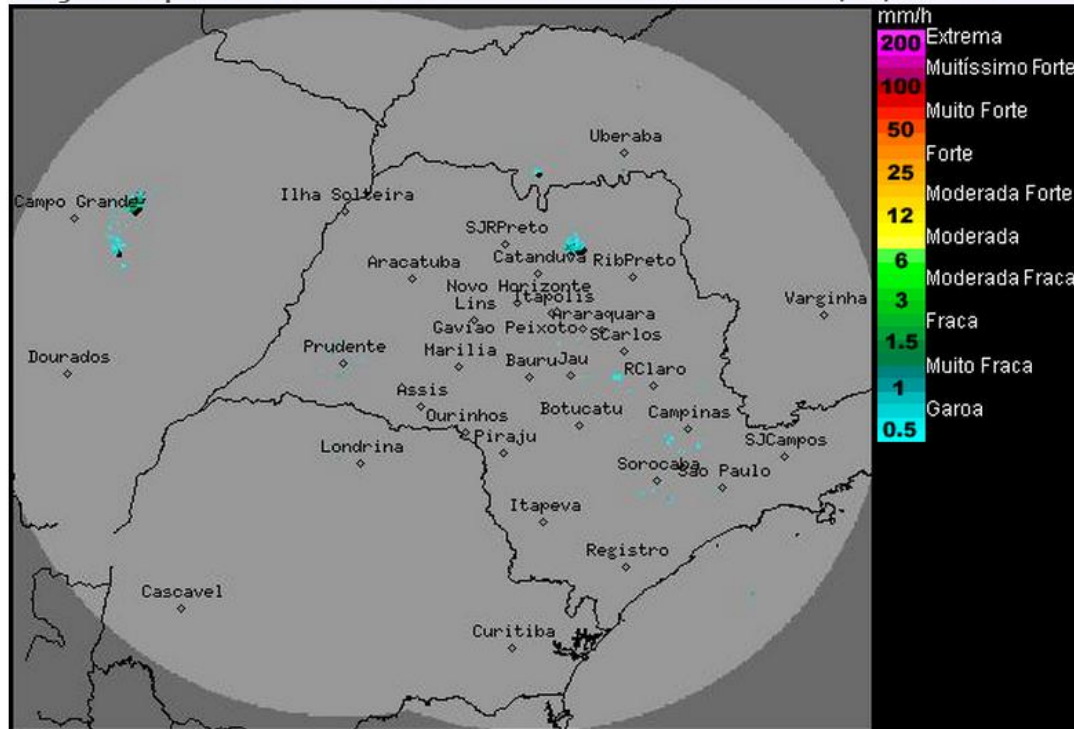 mm/h
200 Extrema
Muitíssimo Forte
100
Muito Forte
50
Forte
25
Moderada Forte
12
Moderada
6
Moderada Fraca
3
Fraca
1.5
Muito Fraca
1
Garoa
0.5
Uberaba
Campo Grande
Ilha Solteira
SJRPreto
Catanduva
RibPreto
Aracatuba
Novo Horizonte
Itapolis
Lins
Araraquara
Varginha
Gaviao Peixoto
SCarlos
Dourados
Prudente
Marilia
Bauru
Jau
RClaro
Assis
Ourinhos
Botucatu
Campinas
Piraju
SJCampos
Londrina
Sorocaba
Sao Paulo
Itapeva
Registro
Cascavel
Curitiba